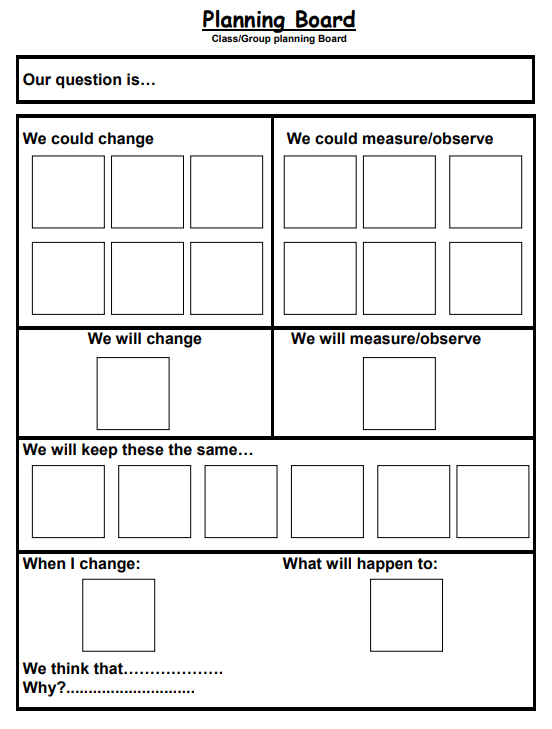 Planning Board
Class/Group planning Board
Our question is…
We could change
We could measure/observe
We will change
We will measure/observe
We will keep these the same…
When I change:
What will happen to:
We think that……………….
Why?.............................